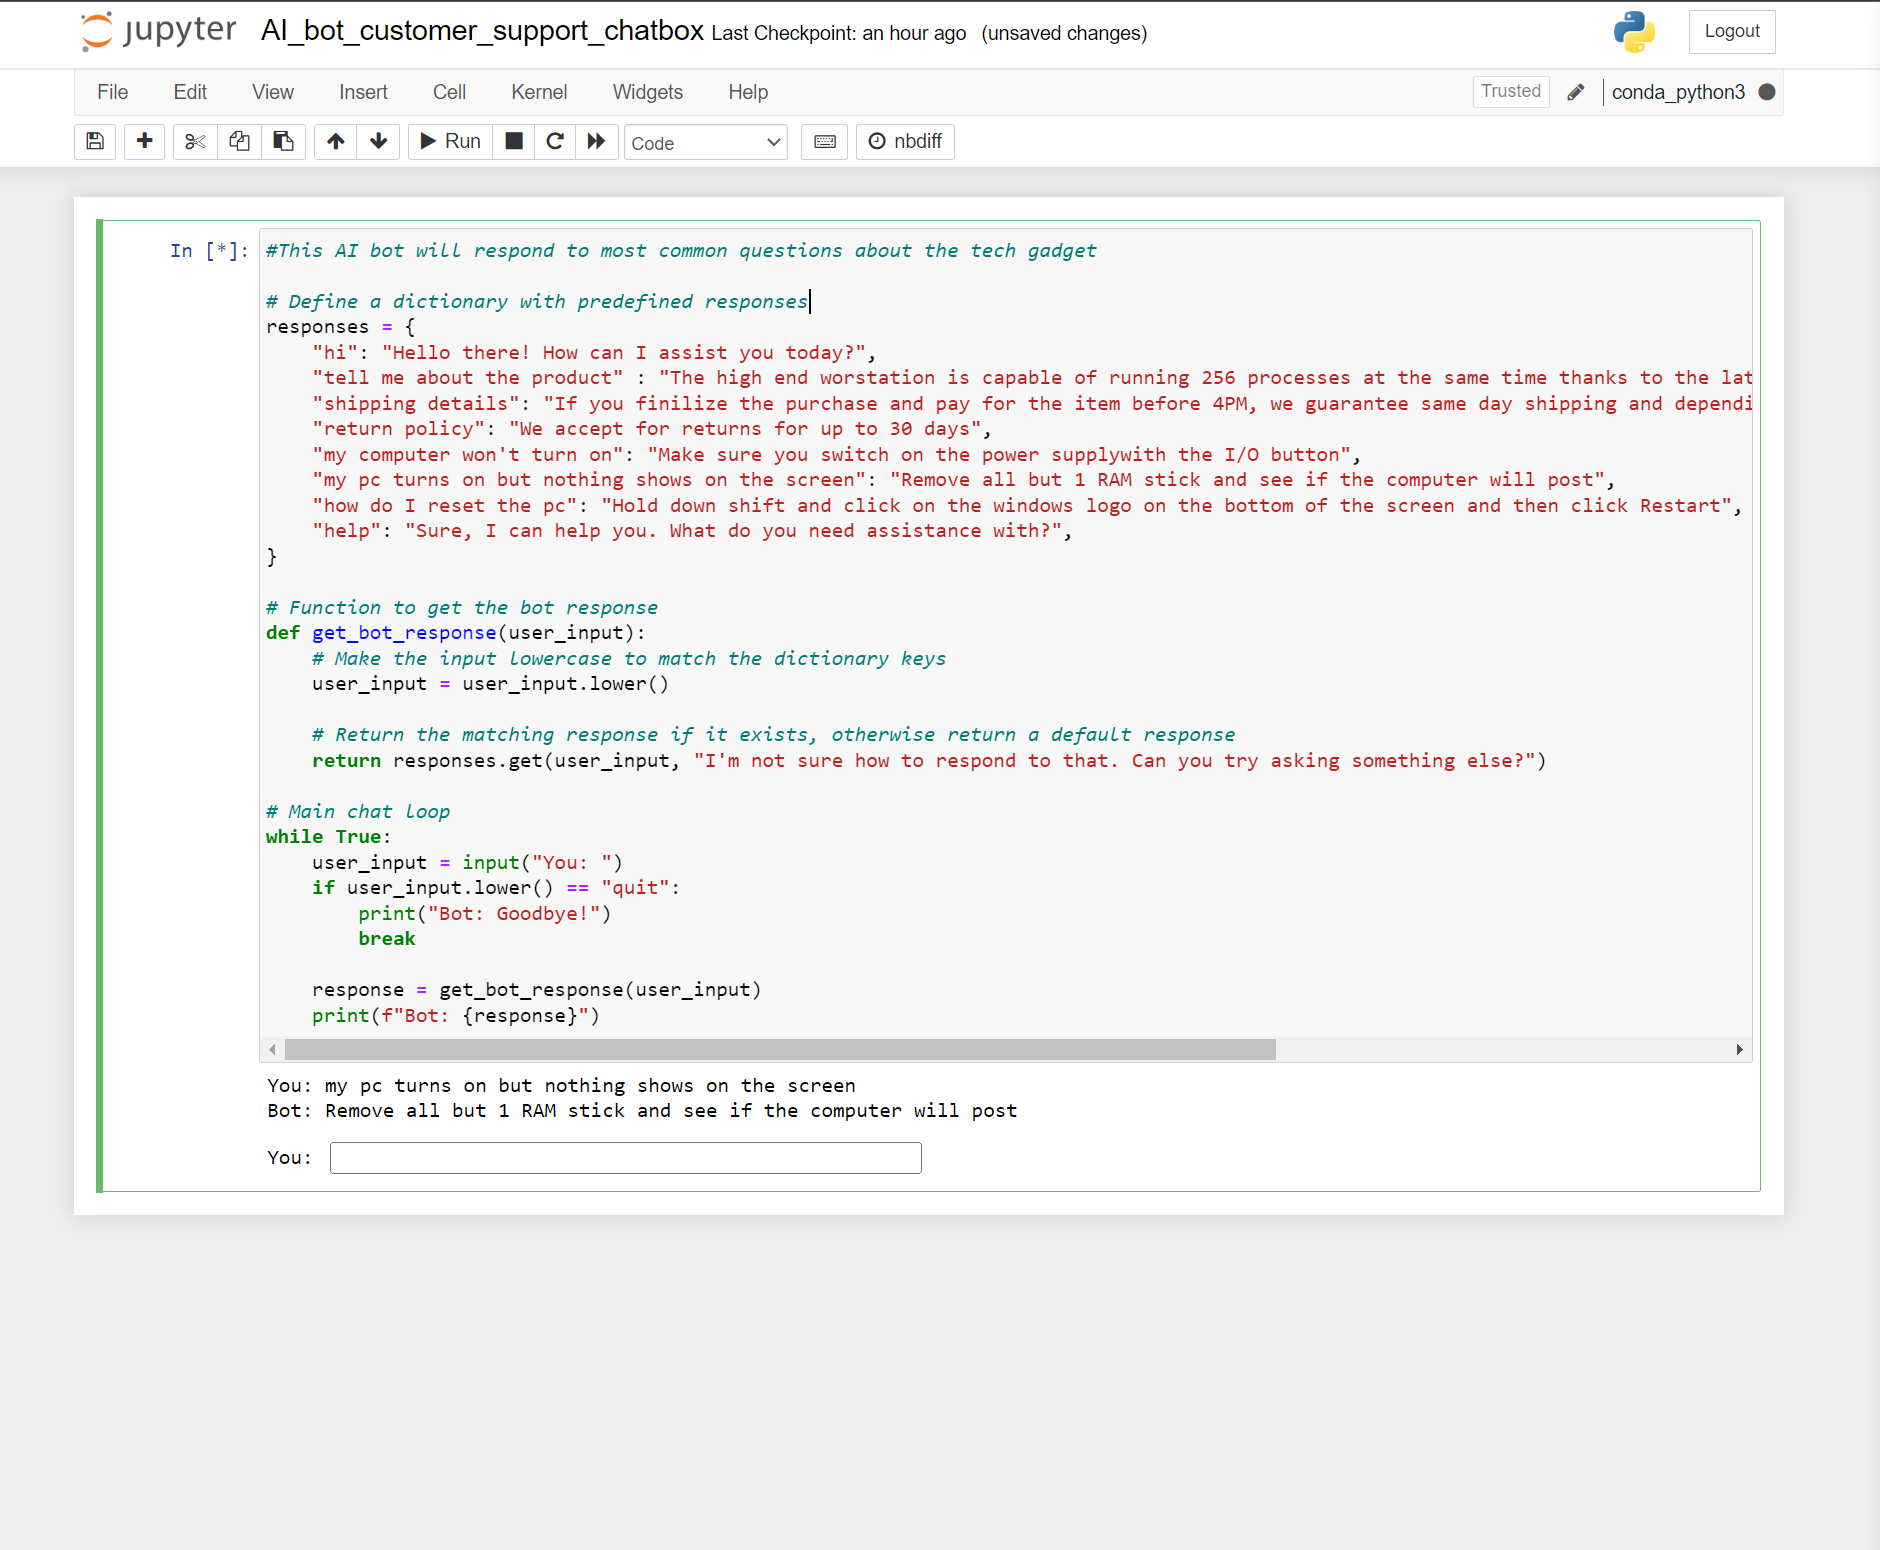 jupyter AI_bot_customer_support_chatbox Last Checkpoint: an hour ago (unsaved changes) Logout
File Edit View Insert Cell Kernel Widgets Help Trusted conda_python3
Run Code nbdiff
In [*]: #This AI bot will respond to most common questions about the tech gadget
# Define a dictionary with predefined responses
responses = {
    "hi": "Hello there! How can I assist you today?",
    "tell me about the product" : "The high end worstation is capable of running 256 processes at the same time thanks to the lat
    "shipping details": "If you finilize the purchase and pay for the item before 4PM, we guarantee same day shipping and dependi
    "return policy": "We accept for returns for up to 30 days",
    "my computer won't turn on": "Make sure you switch on the power supplywith the I/O button",
    "my pc turns on but nothing shows on the screen": "Remove all but 1 RAM stick and see if the computer will post",
    "how do I reset the pc": "Hold down shift and click on the windows logo on the bottom of the screen and then click Restart",
    "help": "Sure, I can help you. What do you need assistance with?",
}
# Function to get the bot response
def get_bot_response(user_input):
    # Make the input lowercase to match the dictionary keys
    user_input = user_input.lower()
    # Return the matching response if it exists, otherwise return a default response
    return responses.get(user_input, "I'm not sure how to respond to that. Can you try asking something else?")
# Main chat loop
while True:
    user_input = input("You: ")
    if user_input.lower() == "quit":
        print("Bot: Goodbye!")
        break
    response = get_bot_response(user_input)
    print(f"Bot: {response}")
You: my pc turns on but nothing shows on the screen
Bot: Remove all but 1 RAM stick and see if the computer will post
You: